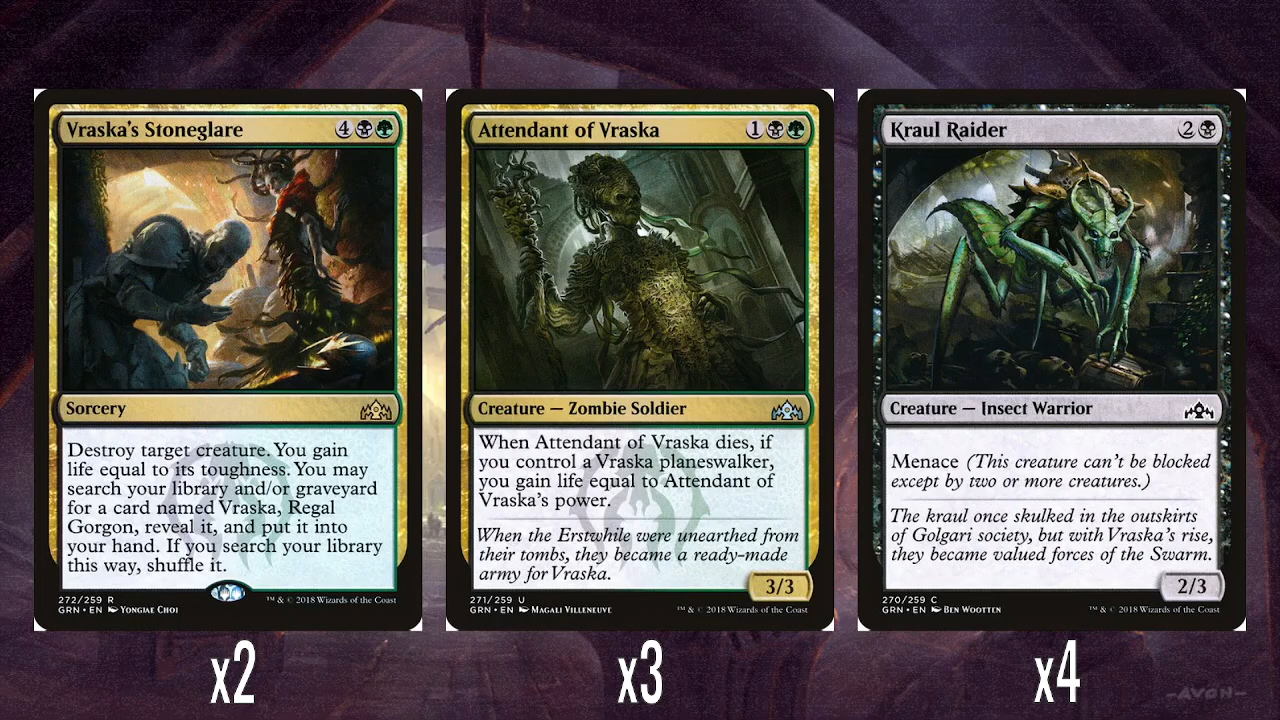 Vraska's Stoneglare 4
Sorcery
Destroy target creature. You gain
life equal to its toughness. You may
search your library and/or graveyard
for a card named Vraska, Regal
Gorgon, reveal it, and put it into
your hand. If you search your library
this way, shuffle it.
272/259 R
GRN • EN Yongjae Choi
™ & © 2018 Wizards of the Coast
x2
Attendant of Vraska 1
Creature — Zombie Soldier
When Attendant of Vraska dies, if
you control a Vraska planeswalker,
you gain life equal to Attendant of
Vraska's power.
When the Erstwhile were unearthed from
their tombs, they became a ready-made
army for Vraska.
3/3
271/259 U
GRN • EN Magali Villeneuve
™ & © 2018 Wizards of the Coast
x3
Kraul Raider 2
Creature — Insect Warrior
Menace (This creature can't be blocked
except by two or more creatures.)
The kraul once skulked in the outskirts
of Golgari society, but with Vraska's rise,
they became valued forces of the Swarm.
2/3
270/259 C
GRN • EN Ben Wootten
™ & © 2018 Wizards of the Coast
x4
-AVON-